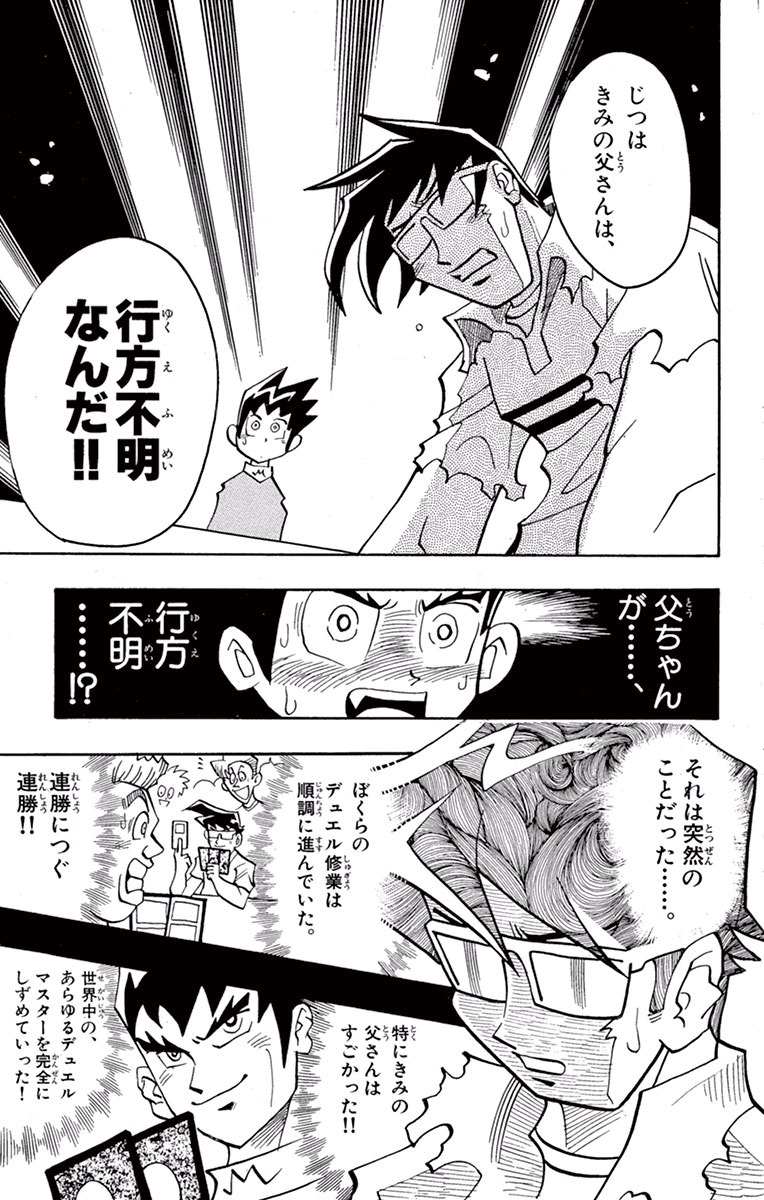 じつは
きみの父さんは、
行方不明
なんだ!!
父ちゃん
が……、
行方
不明
……!?
それは突然の
ことだった……。
ぼくらの
デュエル修業は
順調に進んでいた。
連勝につぐ
連勝!!
特にきみの
父さんは
すごかった!!
世界中の、
あらゆるデュエル
マスターを完全に
しずめていった!